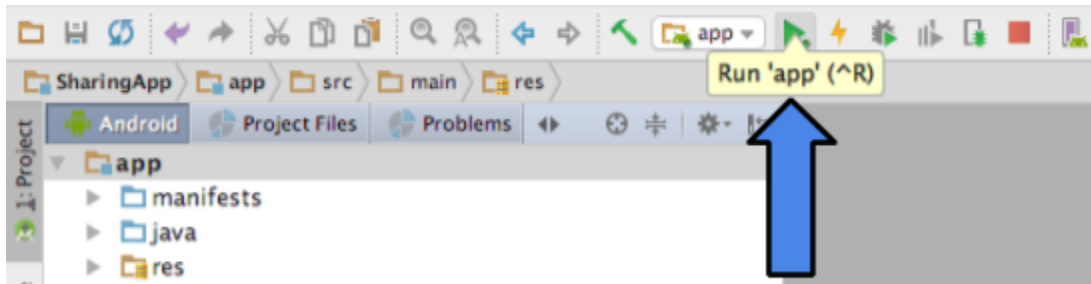 app
Run 'app' (^R)
SharingApp app src main res
1: Project
Android Project Files Problems
app
manifests
java
res